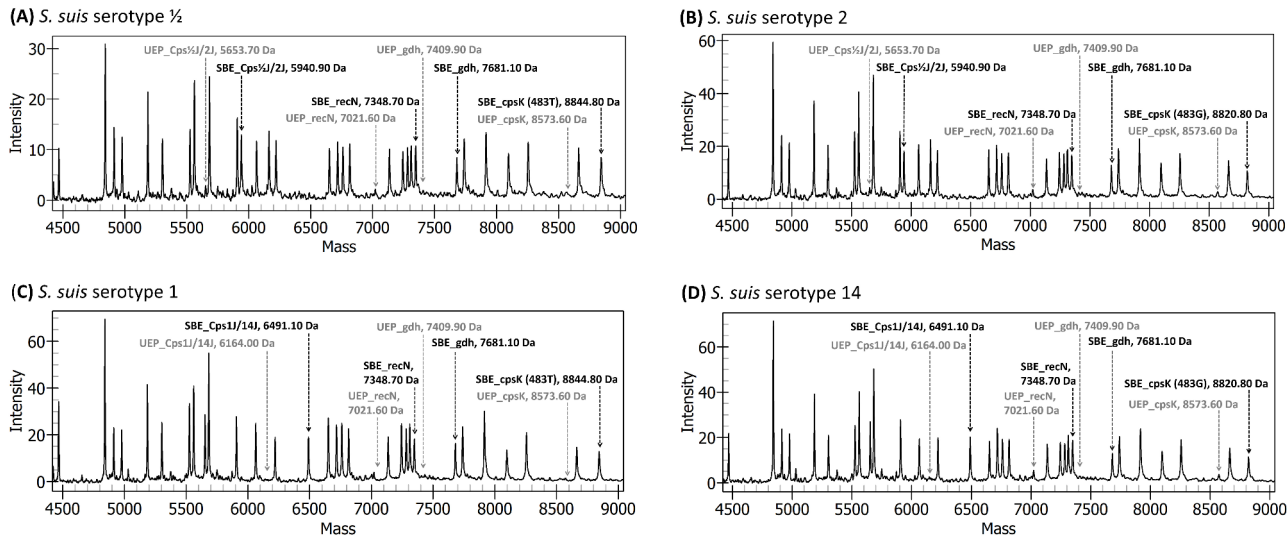 (A) S. suis serotype ½
UEP_Cps½J/2J, 5653.70 Da
UEP_gdh, 7409.90 Da
SBE_Cps½J/2J, 5940.90 Da
SBE_gdh, 7681.10 Da
SBE_recN, 7348.70 Da
SBE_cpsK (483T), 8844.80 Da
UEP_recN, 7021.60 Da
UEP_cpsK, 8573.60 Da
Intensity
30
20
10
0
4500 5000 5500 6000 6500 7000 7500 8000 8500 9000
Mass
(B) S. suis serotype 2
UEP_Cps½J/2J, 5653.70 Da
UEP_gdh, 7409.90 Da
SBE_Cps½J/2J, 5940.90 Da
SBE_gdh, 7681.10 Da
SBE_recN, 7348.70 Da
SBE_cpsK (483G), 8820.80 Da
UEP_recN, 7021.60 Da
UEP_cpsK, 8573.60 Da
Intensity
60
40
20
0
4500 5000 5500 6000 6500 7000 7500 8000 8500 9000
Mass
(C) S. suis serotype 1
SBE_Cps1J/14J, 6491.10 Da
UEP_gdh, 7409.90 Da
UEP_Cps1J/14J, 6164.00 Da
SBE_gdh, 7681.10 Da
SBE_recN,
7348.70 Da
SBE_cpsK (483T), 8844.80 Da
UEP_recN,
7021.60 Da
UEP_cpsK, 8573.60 Da
Intensity
60
40
20
0
4500 5000 5500 6000 6500 7000 7500 8000 8500 9000
Mass
(D) S. suis serotype 14
SBE_Cps1J/14J, 6491.10 Da
UEP_gdh, 7409.90 Da
UEP_Cps1J/14J, 6164.00 Da
SBE_gdh, 7681.10 Da
SBE_recN,
7348.70 Da
SBE_cpsK (483G), 8820.80 Da
UEP_recN,
7021.60 Da
UEP_cpsK, 8573.60 Da
Intensity
60
40
20
0
4500 5000 5500 6000 6500 7000 7500 8000 8500 9000
Mass